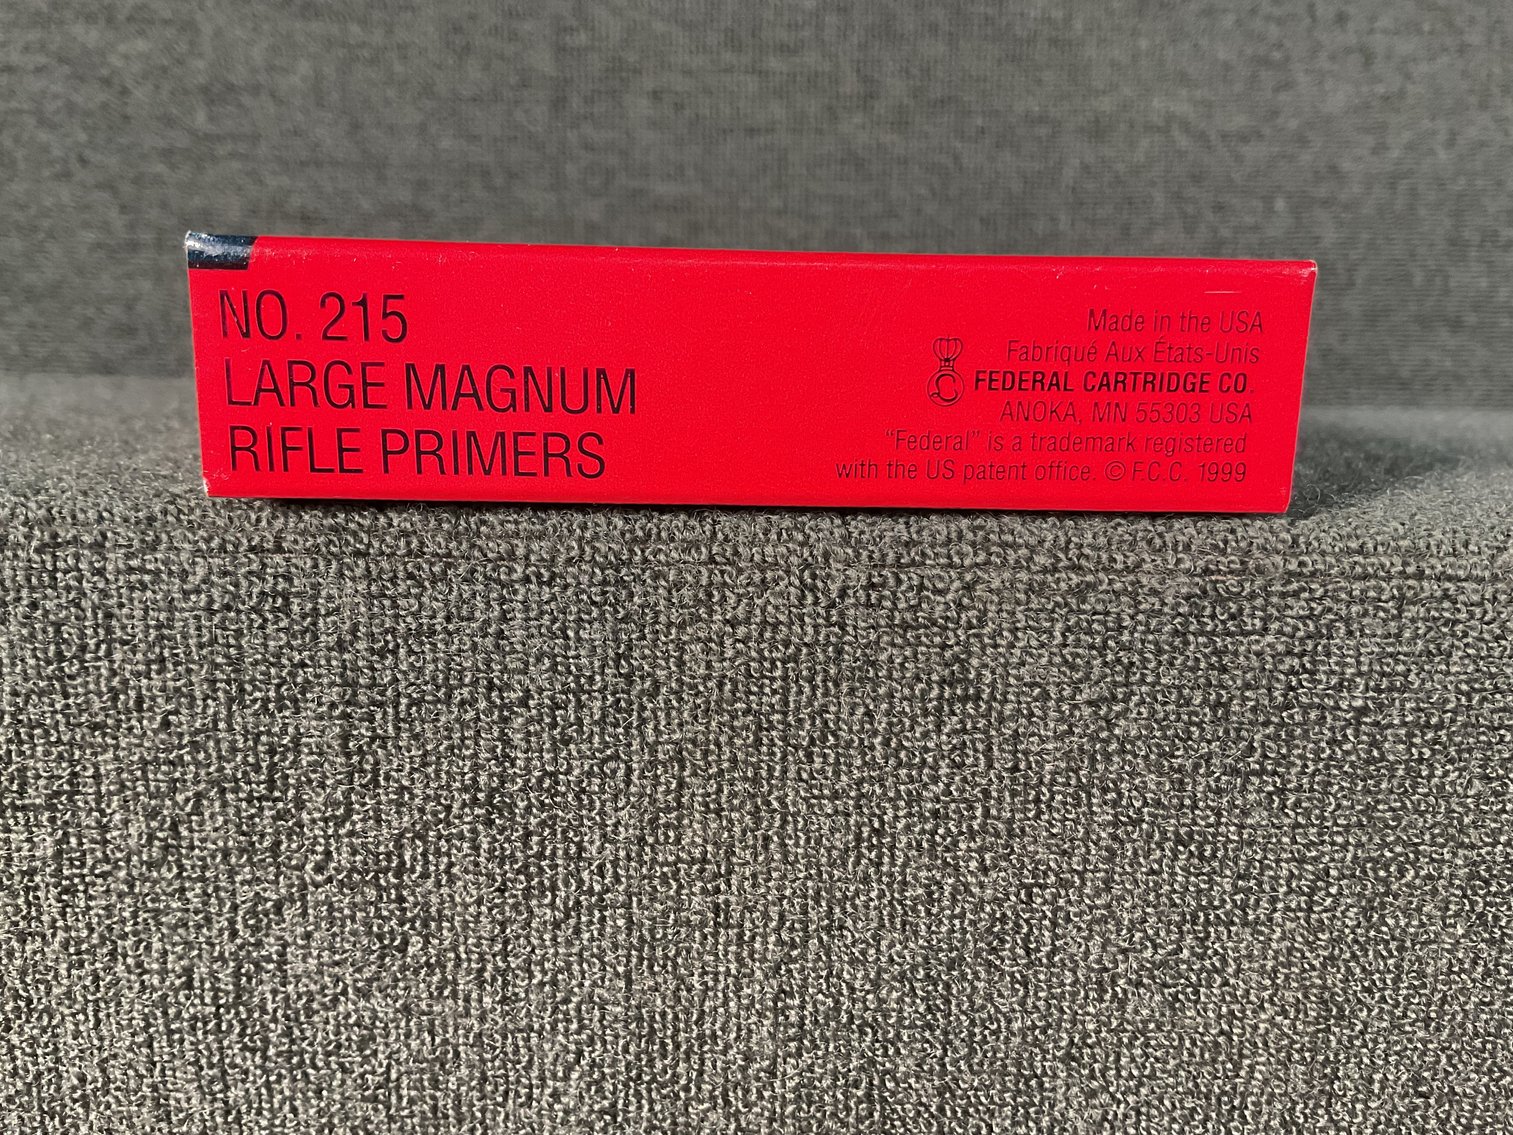 NO. 215
LARGE MAGNUM
RIFLE PRIMERS
Made in the USA
Fabriqué Aux États-Unis
FEDERAL CARTRIDGE CO.
ANOKA, MN 55303 USA
“Federal” is a trademark registered
with the US patent office. © F.C.C. 1999